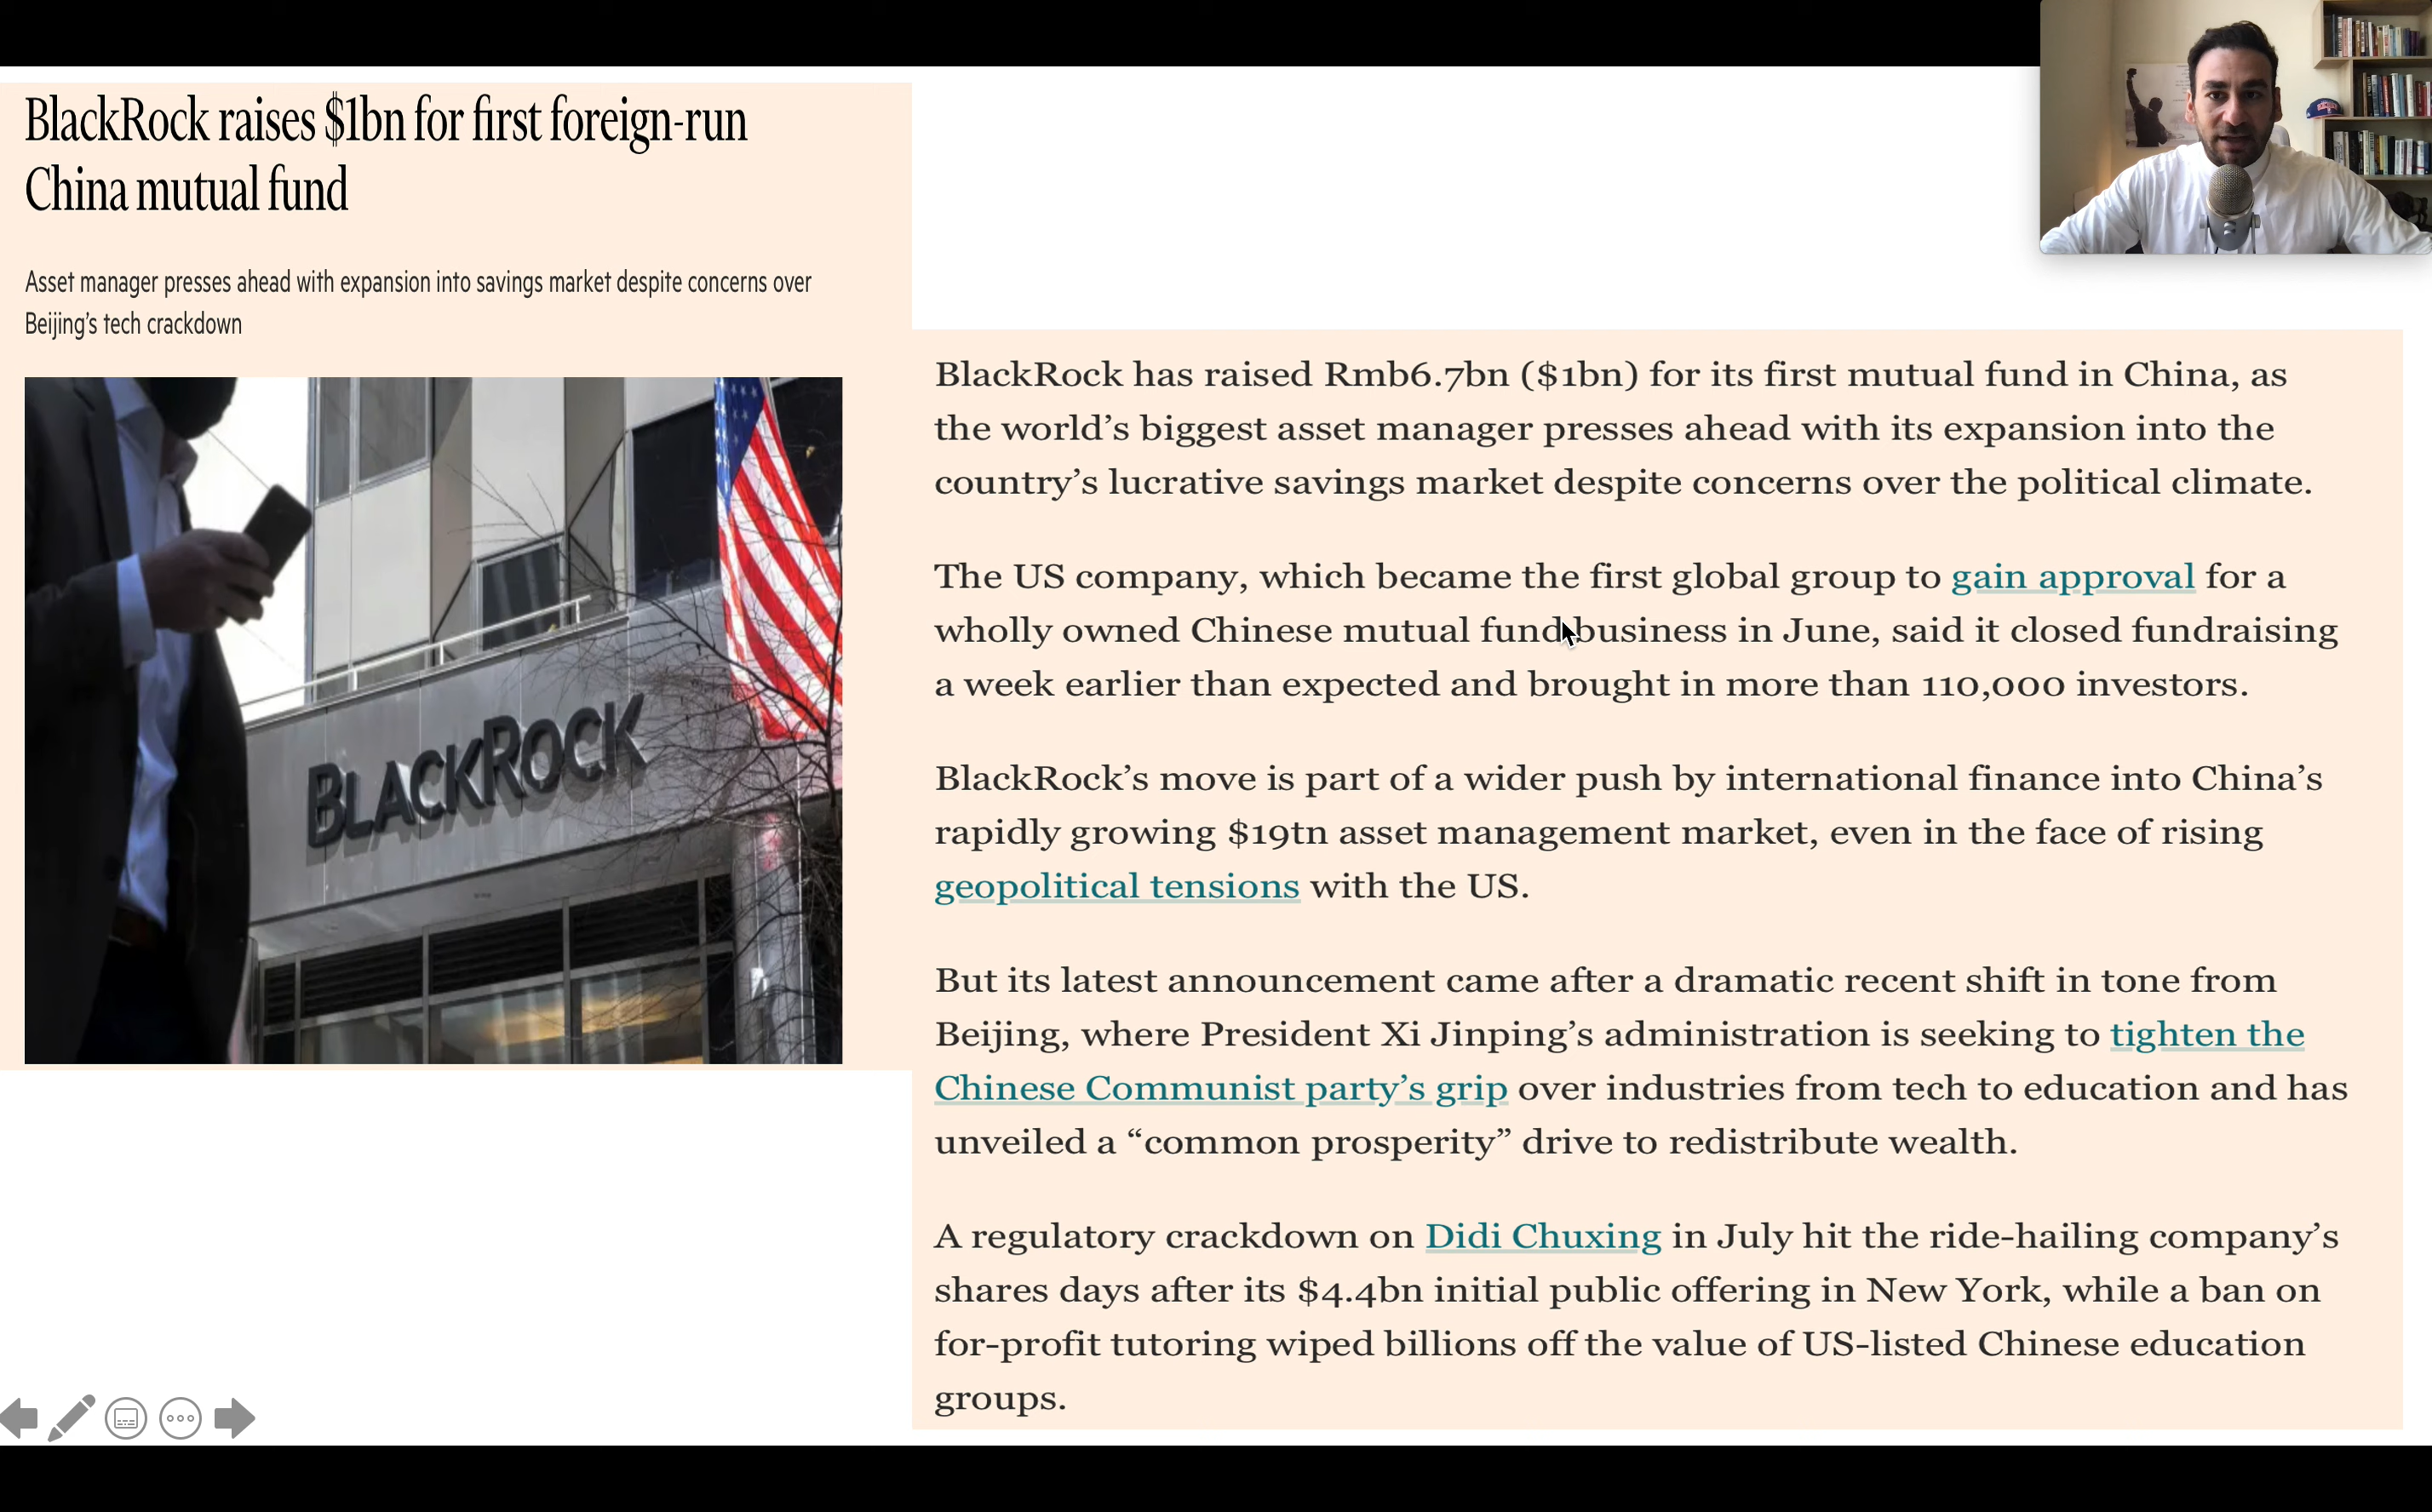 BlackRock raises $1bn for first foreign-run
China mutual fund
Asset manager presses ahead with expansion into savings market despite concerns over
Beijing’s tech crackdown
BLACKROCK
BlackRock has raised Rmb6.7bn ($1bn) for its first mutual fund in China, as
the world’s biggest asset manager presses ahead with its expansion into the
country’s lucrative savings market despite concerns over the political climate.
The US company, which became the first global group to gain approval for a
wholly owned Chinese mutual fund business in June, said it closed fundraising
a week earlier than expected and brought in more than 110,000 investors.
BlackRock’s move is part of a wider push by international finance into China’s
rapidly growing $19tn asset management market, even in the face of rising
geopolitical tensions with the US.
But its latest announcement came after a dramatic recent shift in tone from
Beijing, where President Xi Jinping’s administration is seeking to tighten the
Chinese Communist party’s grip over industries from tech to education and has
unveiled a “common prosperity” drive to redistribute wealth.
A regulatory crackdown on Didi Chuxing in July hit the ride-hailing company’s
shares days after its $4.4bn initial public offering in New York, while a ban on
for-profit tutoring wiped billions off the value of US-listed Chinese education
groups.